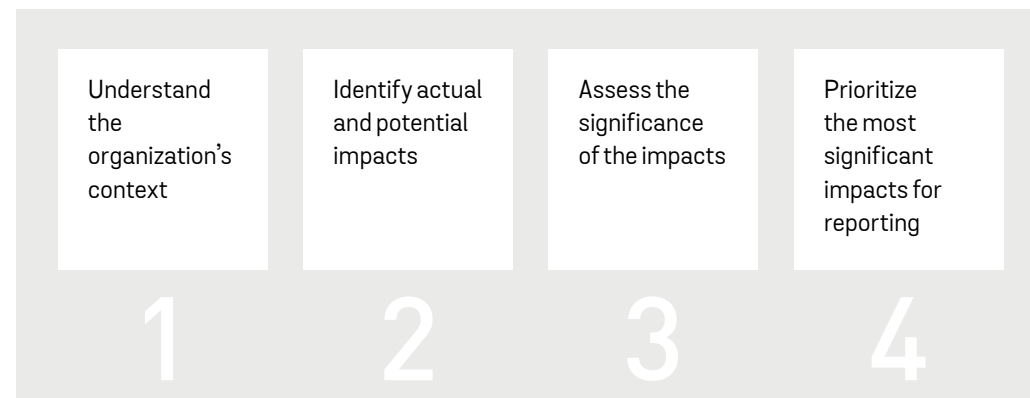 Understand
the
organization’s
context
1
Identify actual
and potential
impacts
2
Assess the
significance
of the impacts
3
Prioritize
the most
significant
impacts for
reporting
4